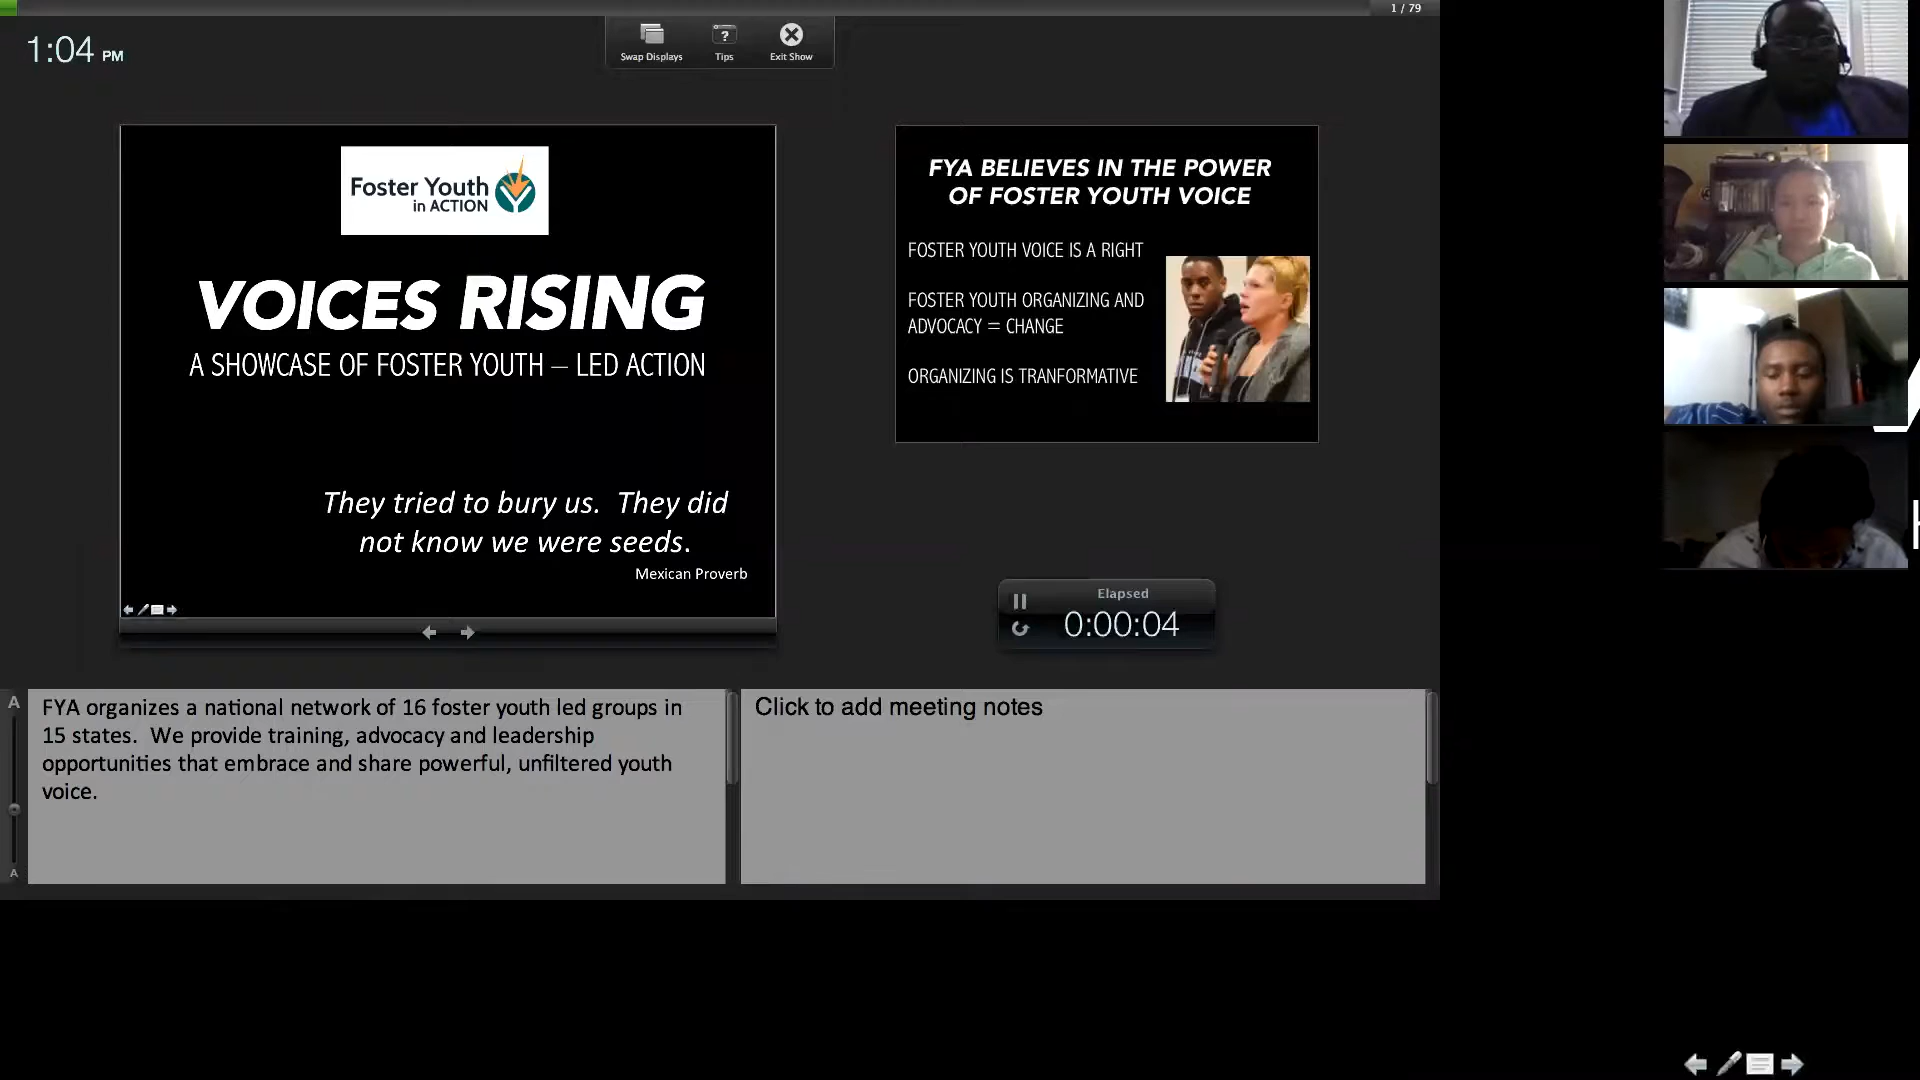 1 / 79
1:04 PM
Swap Displays
Tips
Exit Show
Foster Youth
in ACTION
VOICES RISING
A SHOWCASE OF FOSTER YOUTH – LED ACTION
They tried to bury us.  They did
not know we were seeds.
Mexican Proverb
FYA BELIEVES IN THE POWER
OF FOSTER YOUTH VOICE
FOSTER YOUTH VOICE IS A RIGHT
FOSTER YOUTH ORGANIZING AND
ADVOCACY = CHANGE
ORGANIZING IS TRANFORMATIVE
Elapsed
0:00:04
A
A
FYA organizes a national network of 16 foster youth led groups in
15 states.  We provide training, advocacy and leadership
opportunities that embrace and share powerful, unfiltered youth
voice.
Click to add meeting notes